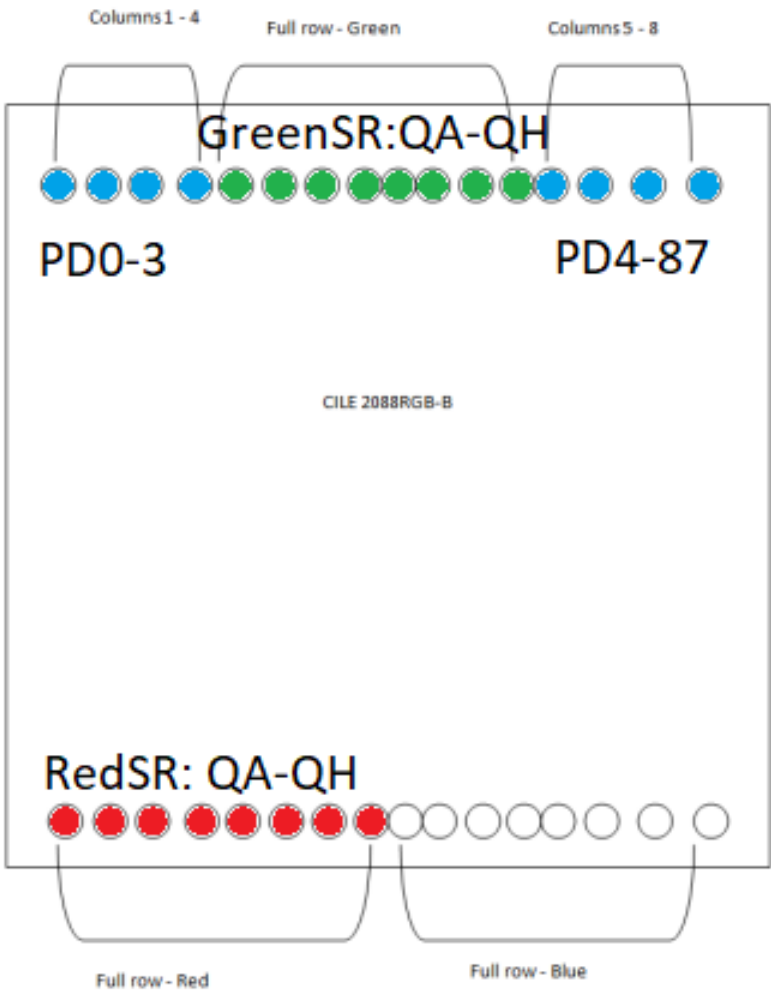 Columns 1 - 4
Full row - Green
Columns 5 - 8
GreenSR:QA-QH
PD0-3
PD4-87
CILE 2088RGB-B
RedSR: QA-QH
Full row - Red
Full row - Blue